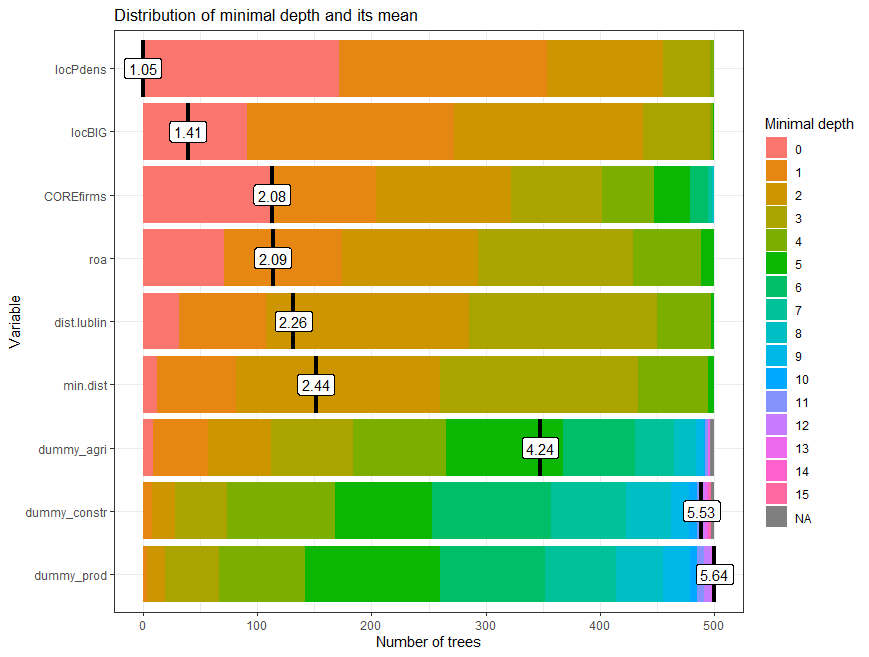 Distribution of minimal depth and its mean
Variable
locPdens
locBIG
COREfirms
roa
dist.lublin
min.dist
dummy_agri
dummy_constr
dummy_prod
1.05
1.41
2.08
2.09
2.26
2.44
4.24
5.53
5.64
0
100
200
300
400
500
Number of trees
Minimal depth
0
1
2
3
4
5
6
7
8
9
10
11
12
13
14
15
NA